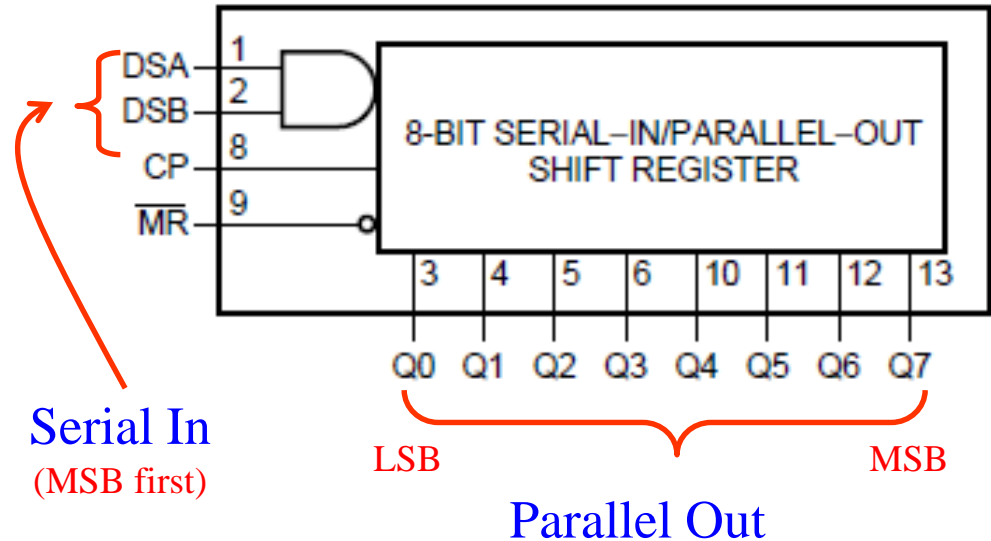 DSA 1
DSB 2
CP 8
M̅R̅ 9
8-BIT SERIAL–IN/PARALLEL–OUT
SHIFT REGISTER
3 4 5 6 10 11 12 13
Q0 Q1 Q2 Q3 Q4 Q5 Q6 Q7
Serial In
(MSB first)
LSB MSB
Parallel Out